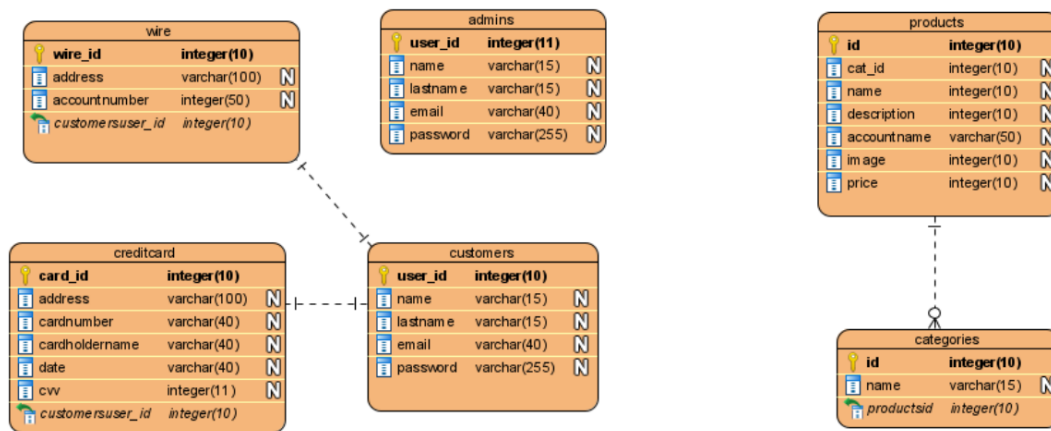 wire
wire_id integer(10)
address varchar(100) N
accountnumber integer(50) N
customersuser_id integer(10)
admins
user_id integer(11)
name varchar(15) N
lastname varchar(15) N
email varchar(40) N
password varchar(255) N
products
id integer(10)
cat_id integer(10) N
name integer(10) N
description integer(10) N
accountname varchar(50) N
image integer(10) N
price integer(10) N
creditcard
card_id integer(10)
address varchar(100) N
cardnumber varchar(40) N
cardholdername varchar(40) N
date varchar(40) N
cvv integer(11) N
customersuser_id integer(10)
customers
user_id integer(10)
name varchar(15) N
lastname varchar(15) N
email varchar(40) N
password varchar(255) N
categories
id integer(10)
name varchar(15) N
productsid integer(10)